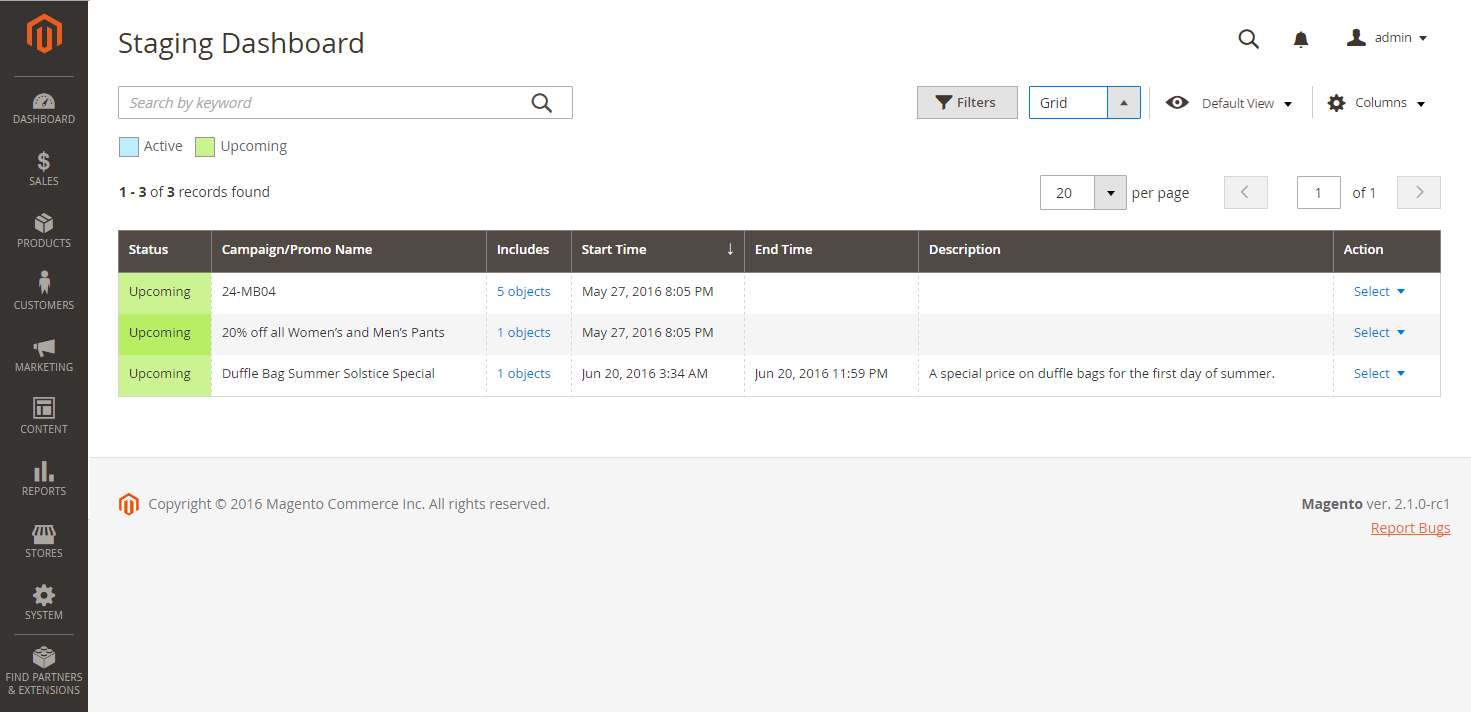 Staging Dashboard
admin
Search by keyword
Filters
Grid
Default View
Columns
Active
Upcoming
1 - 3 of 3 records found
20
per page
1
of 1
Status Campaign/Promo Name Includes Start Time ↓ End Time Description Action
Upcoming 24-MB04 5 objects May 27, 2016 8:05 PM Select
Upcoming 20% off all Women’s and Men’s Pants 1 objects May 27, 2016 8:05 PM Select
Upcoming Duffle Bag Summer Solstice Special 1 objects Jun 20, 2016 3:34 AM Jun 20, 2016 11:59 PM A special price on duffle bags for the first day of summer. Select
Copyright © 2016 Magento Commerce Inc. All rights reserved.
Magento ver. 2.1.0-rc1
Report Bugs
DASHBOARD
$
SALES
PRODUCTS
CUSTOMERS
MARKETING
CONTENT
REPORTS
STORES
SYSTEM
FIND PARTNERS
& EXTENSIONS